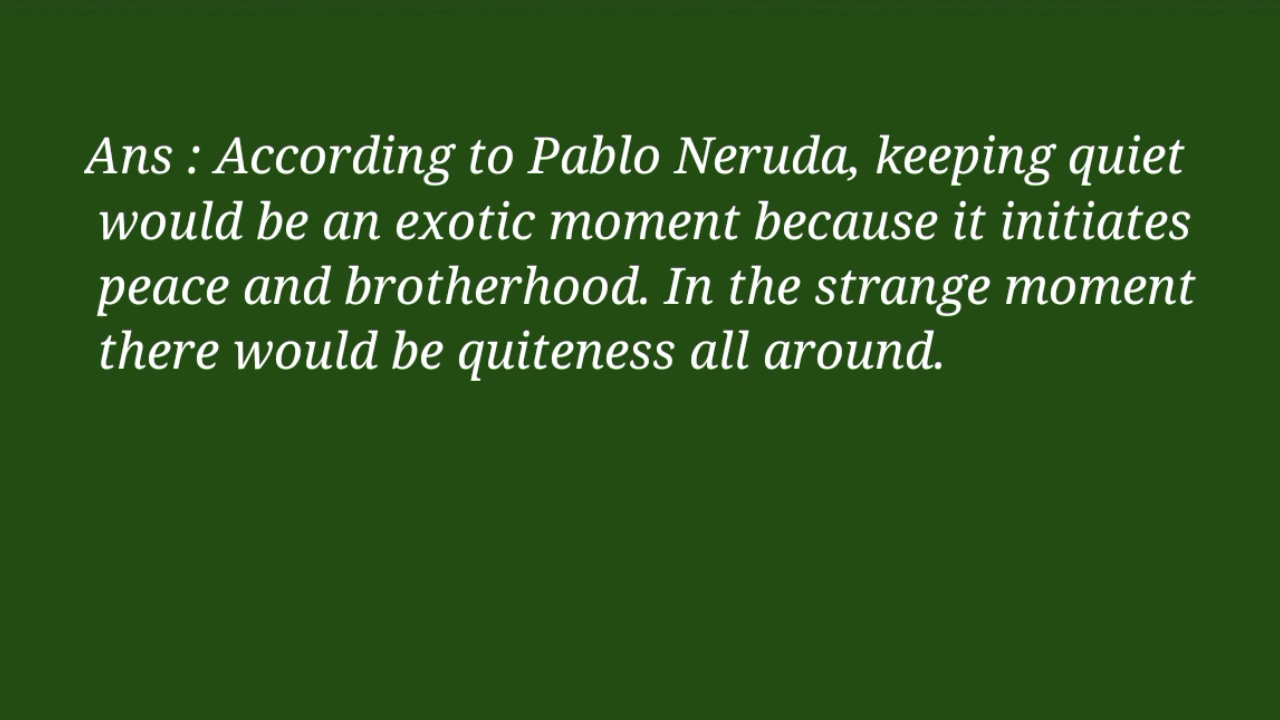 Ans : According to Pablo Neruda, keeping quiet
would be an exotic moment because it initiates
peace and brotherhood. In the strange moment
there would be quiteness all around.